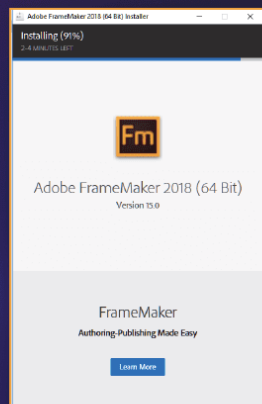 Adobe FrameMaker 2018 (64 Bit) Installer
Installing (91%)
2-4 MINUTES LEFT
Fm
Adobe FrameMaker 2018 (64 Bit)
Version 15.0
FrameMaker
Authoring-Publishing Made Easy
Learn More